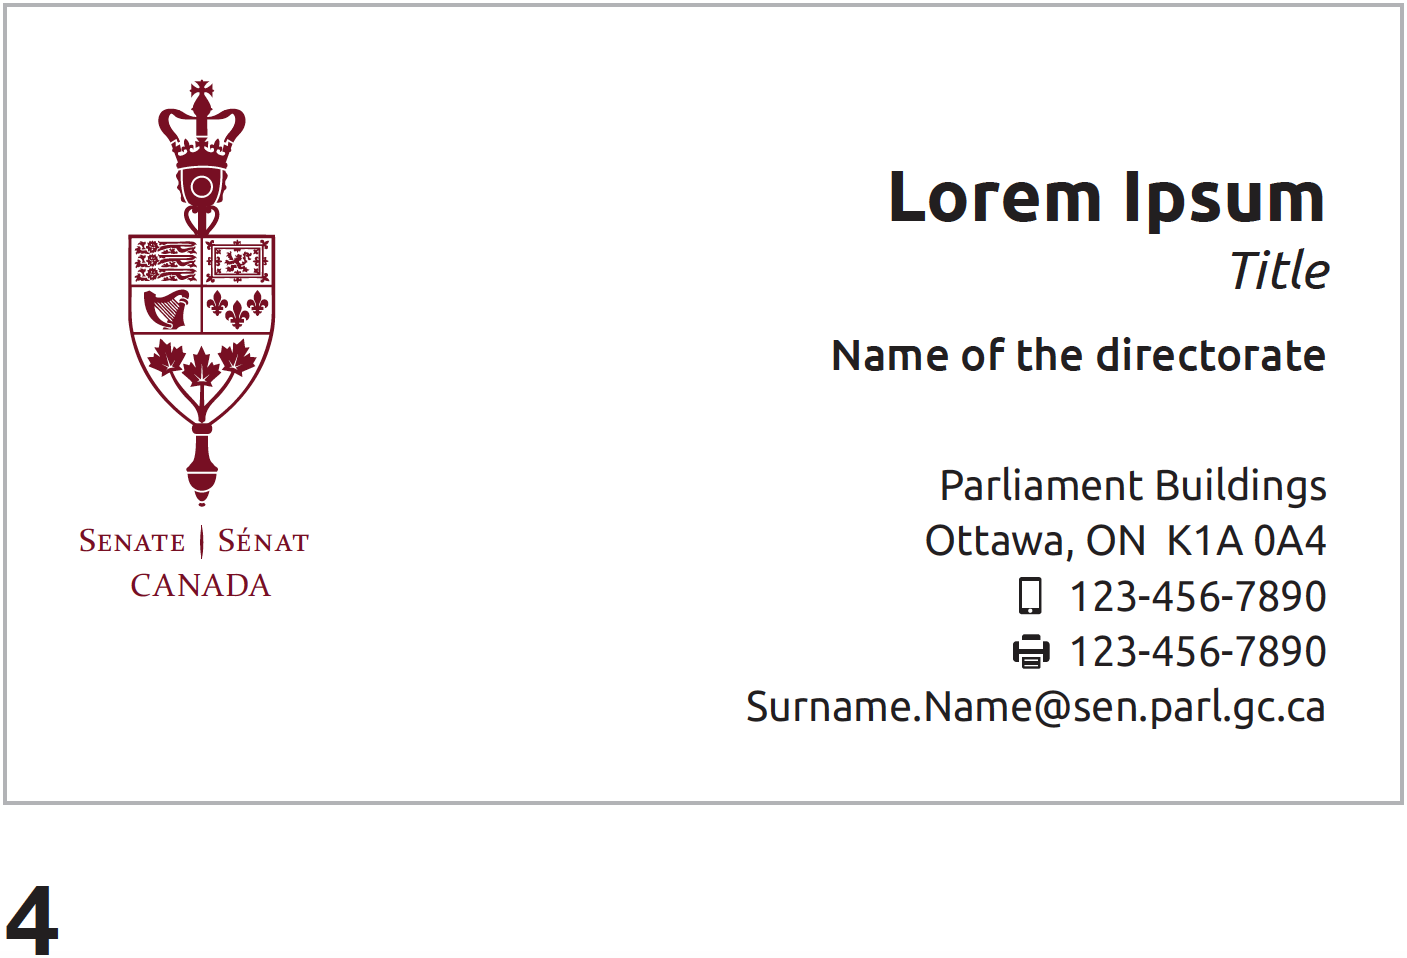 Senate | Sénat
CANADA
Lorem Ipsum
Title
Name of the directorate
Parliament Buildings
Ottawa, ON  K1A 0A4
123-456-7890
123-456-7890
Surname.Name@sen.parl.gc.ca
4